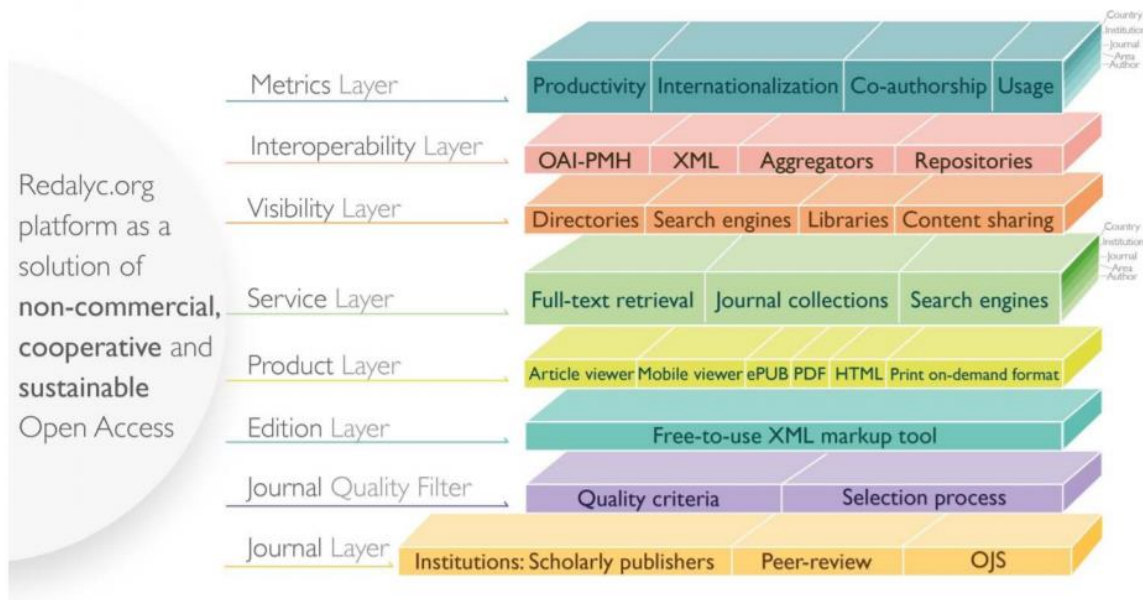 Redalyc.org
platform as a
solution of
non-commercial,
cooperative and
sustainable
Open Access
Metrics Layer
Productivity
Internationalization
Co-authorship
Usage
Country
Institution
Journal
Area
Author
Interoperability Layer
OAI-PMH
XML
Aggregators
Repositories
Visibility Layer
Directories
Search engines
Libraries
Content sharing
Service Layer
Full-text retrieval
Journal collections
Search engines
Country
Institution
Journal
Area
Author
Product Layer
Article viewer
Mobile viewer
ePUB
PDF
HTML
Print on-demand format
Edition Layer
Free-to-use XML markup tool
Journal Quality Filter
Quality criteria
Selection process
Journal Layer
Institutions: Scholarly publishers
Peer-review
OJS